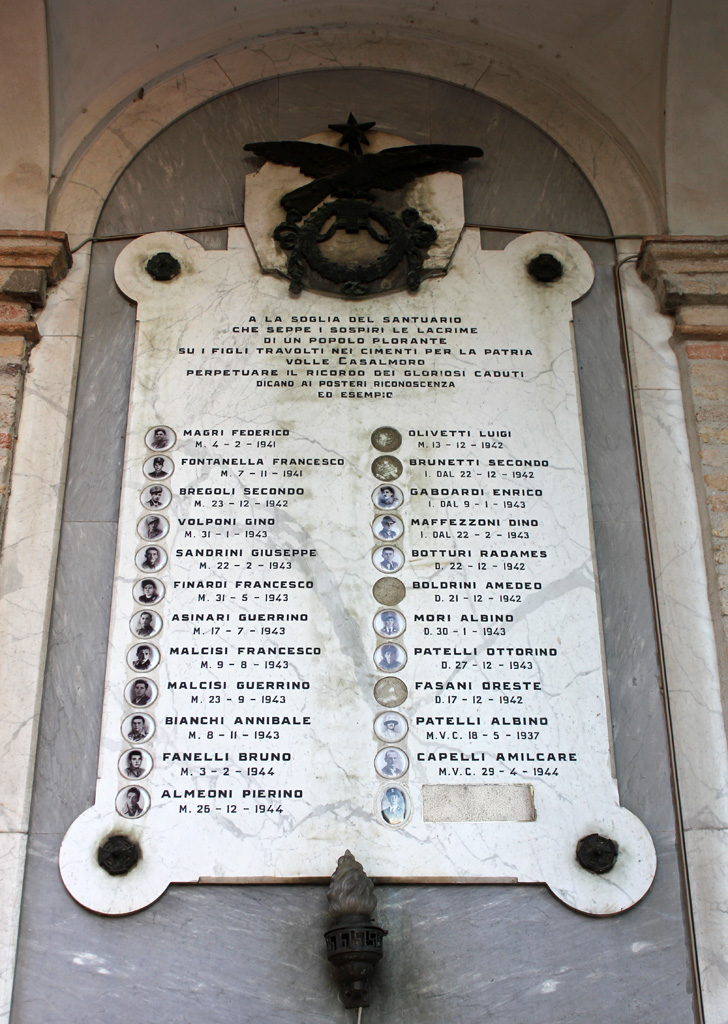 A LA SOGLIA DEL SANTUARIO
CHE SEPPE I SOSPIRI LE LACRIME
DI UN POPOLO PLORANTE
SU I FIGLI TRAVOLTI NEI CIMENTI PER LA PATRIA
VOLLE CASALMORO
PERPETUARE IL RICORDO DEI GLORIOSI CADUTI
DICANO AI POSTERI RICONOSCENZA
ED ESEMPIO
MAGRI FEDERICO
M. 4 - 2 - 1941
FONTANELLA FRANCESCO
M. 7 - 11 - 1941
BREGOLI SECONDO
M. 23 - 12 - 1942
VOLPONI GINO
M. 31 - 1 - 1943
SANDRINI GIUSEPPE
M. 22 - 2 - 1943
FINARDI FRANCESCO
M. 31 - 5 - 1943
ASINARI GUERRINO
M. 17 - 7 - 1943
MALCISI FRANCESCO
M. 9 - 8 - 1943
MALCISI GUERRINO
M. 23 - 9 - 1943
BIANCHI ANNIBALE
M. 8 - 11 - 1943
FANELLI BRUNO
M. 3 - 2 - 1944
ALMEONI PIERINO
M. 26 - 12 - 1944
OLIVETTI LUIGI
M. 13 - 12 - 1942
BRUNETTI SECONDO
I. DAL 22 - 12 - 1942
GABOARDI ENRICO
I. DAL 9 - 1 - 1943
MAFFEZZONI DINO
I. DAL 22 - 2 - 1943
BOTTURI RADAMES
D. 22 - 12 - 1942
BOLDRINI AMEDEO
D. 21 - 12 - 1942
MORI ALBINO
D. 30 - 1 - 1943
PATELLI OTTORINO
D. 27 - 12 - 1943
FASANI ORESTE
D. 17 - 12 - 1942
PATELLI ALBINO
M.V.C. 18 - 5 - 1937
CAPELLI AMILCARE
M.V.C. 29 - 4 - 1944